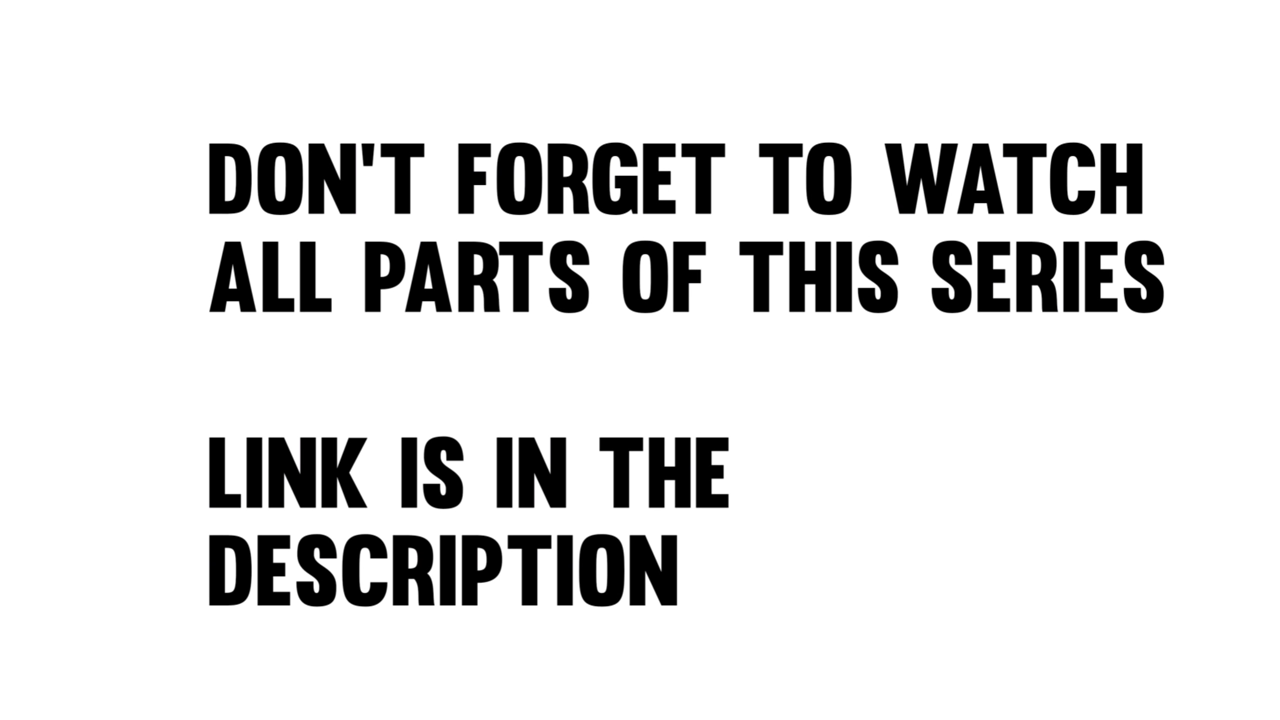 DON'T FORGET TO WATCH
ALL PARTS OF THIS SERIES
LINK IS IN THE
DESCRIPTION